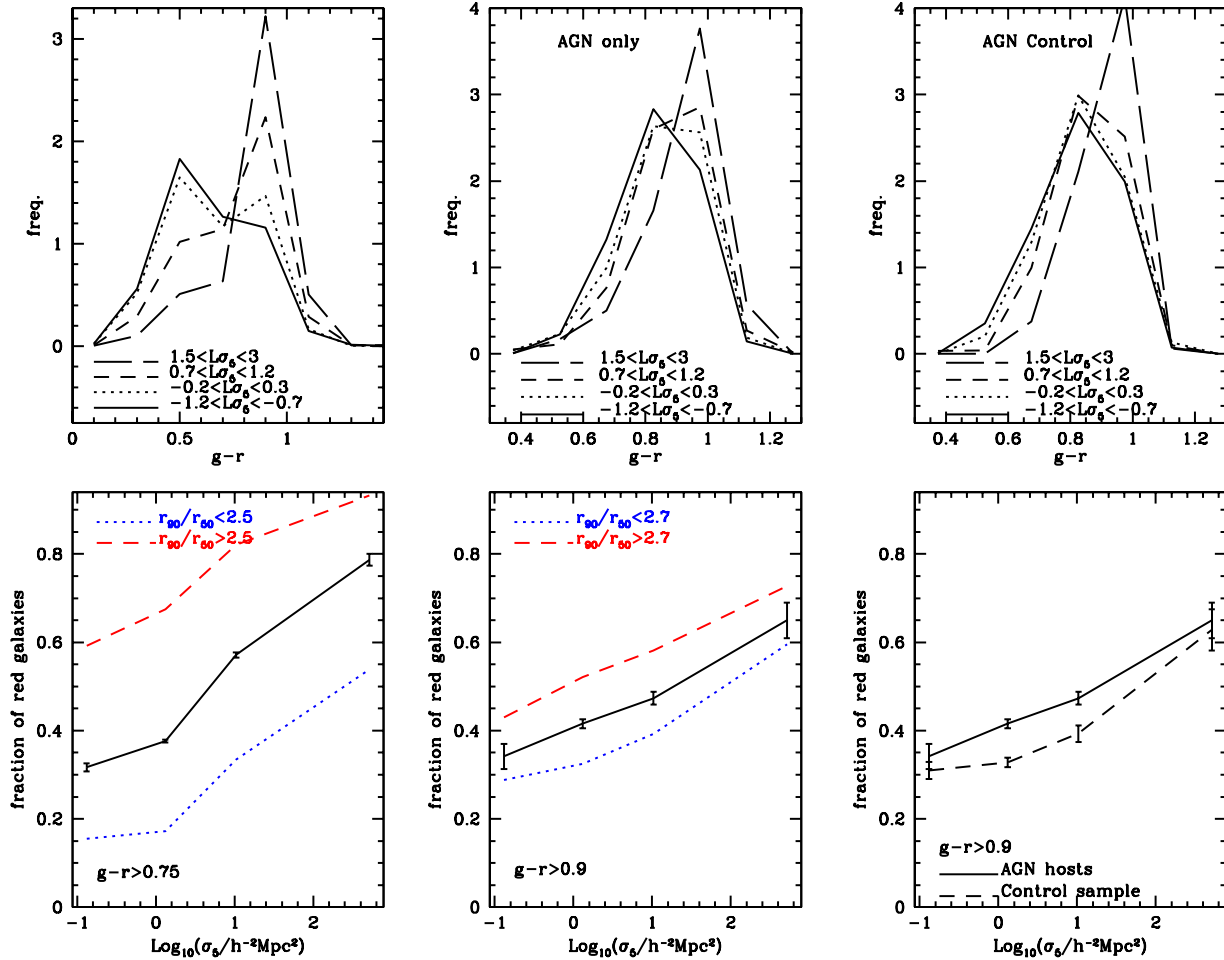 3
2
1
0
freq.
1.5<Lσ₅<3
0.7<Lσ₅<1.2
−0.2<Lσ₅<0.3
−1.2<Lσ₅<−0.7
0
0.5
1
g−r
AGN only
4
3
2
1
0
freq.
1.5<Lσ₅<3
0.7<Lσ₅<1.2
−0.2<Lσ₅<0.3
−1.2<Lσ₅<−0.7
0.4
0.6
0.8
1
1.2
g−r
AGN Control
4
3
2
1
0
freq.
1.5<Lσ₅<3
0.7<Lσ₅<1.2
−0.2<Lσ₅<0.3
−1.2<Lσ₅<−0.7
0.4
0.6
0.8
1
1.2
g−r
r₉₀/r₅₀<2.5
r₉₀/r₅₀>2.5
0.8
0.6
0.4
0.2
0
fraction of red galaxies
g−r>0.75
−1
0
1
2
Log₁₀(σ₅/h⁻²Mpc²)
r₉₀/r₅₀<2.7
r₉₀/r₅₀>2.7
0.8
0.6
0.4
0.2
0
fraction of red galaxies
g−r>0.9
−1
0
1
2
Log₁₀(σ₅/h⁻²Mpc²)
0.8
0.6
0.4
0.2
0
fraction of red galaxies
g−r>0.9
AGN hosts
Control sample
−1
0
1
2
Log₁₀(σ₅/h⁻²Mpc²)